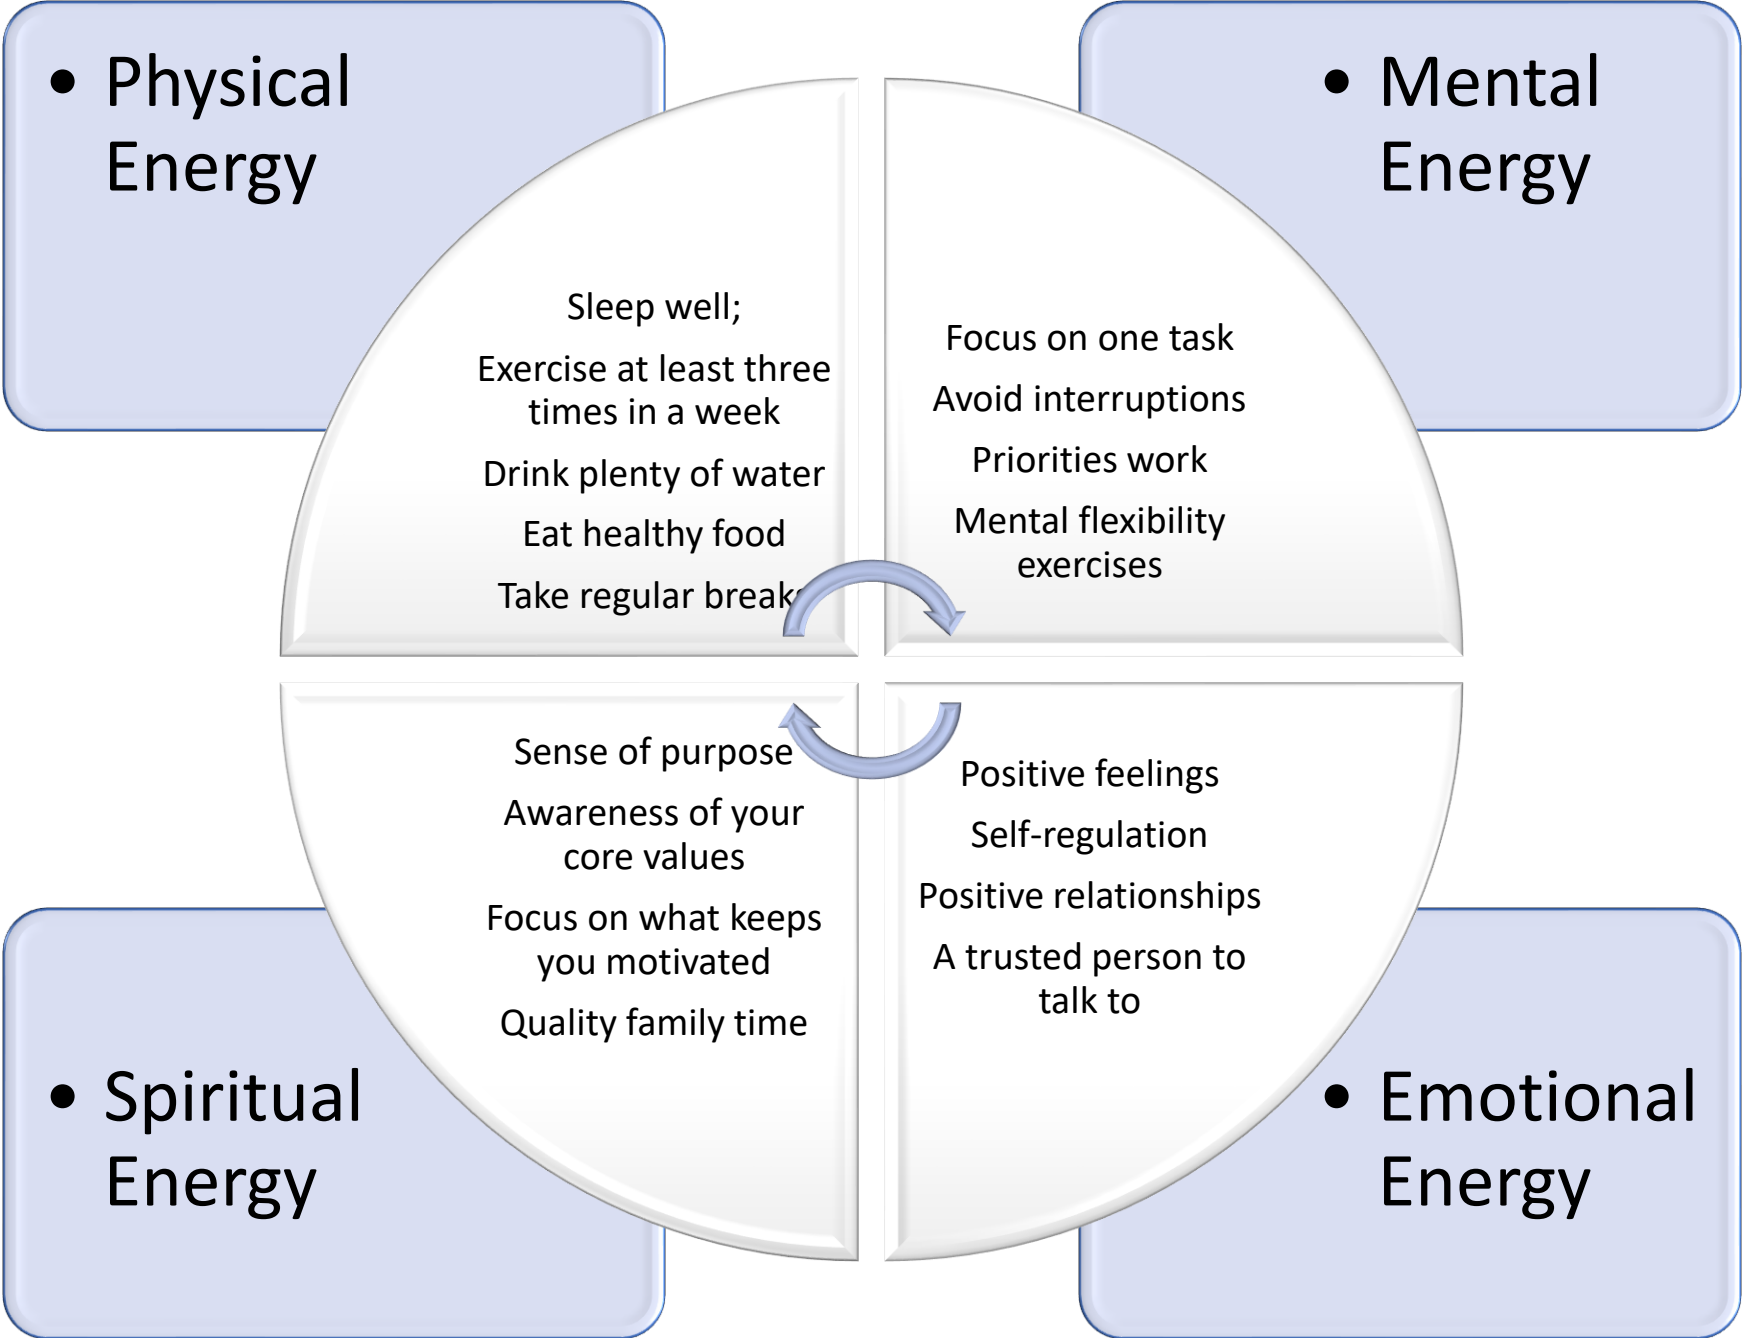 • Physical
Energy
• Mental
Energy
Sleep well;
Exercise at least three
times in a week
Drink plenty of water
Eat healthy food
Take regular breaks
Focus on one task
Avoid interruptions
Priorities work
Mental flexibility
exercises
Sense of purpose
Awareness of your
core values
Focus on what keeps
you motivated
Quality family time
Positive feelings
Self-regulation
Positive relationships
A trusted person to
talk to
• Spiritual
Energy
• Emotional
Energy